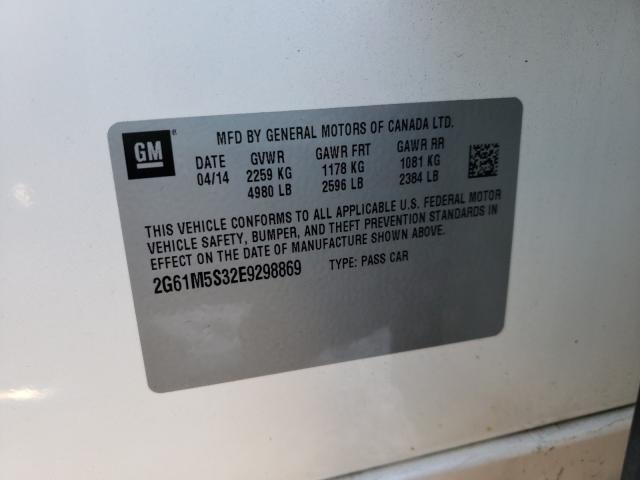 GM
MFD BY GENERAL MOTORS OF CANADA LTD.
DATE GVWR GAWR FRT GAWR RR
04/14 2259 KG 1178 KG 1081 KG
4980 LB 2596 LB 2384 LB
THIS VEHICLE CONFORMS TO ALL APPLICABLE U.S. FEDERAL MOTOR
VEHICLE SAFETY, BUMPER, AND THEFT PREVENTION STANDARDS IN
EFFECT ON THE DATE OF MANUFACTURE SHOWN ABOVE.
2G61M5S32E9298869 TYPE: PASS CAR